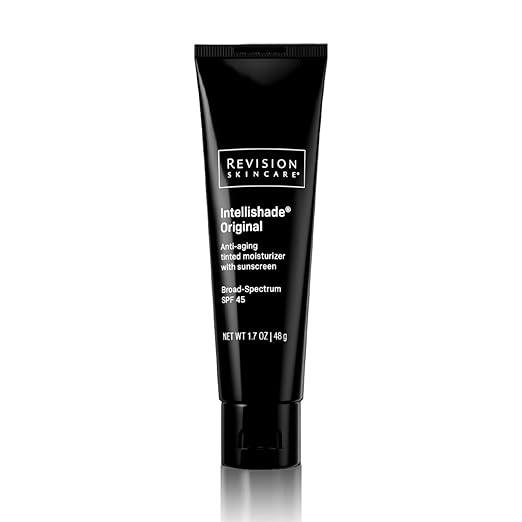 REVISION
SKINCARE®
Intellishade®
Original
Anti-aging
tinted moisturizer
with sunscreen
Broad-Spectrum
SPF 45
NET WT 1.7 OZ | 48 g